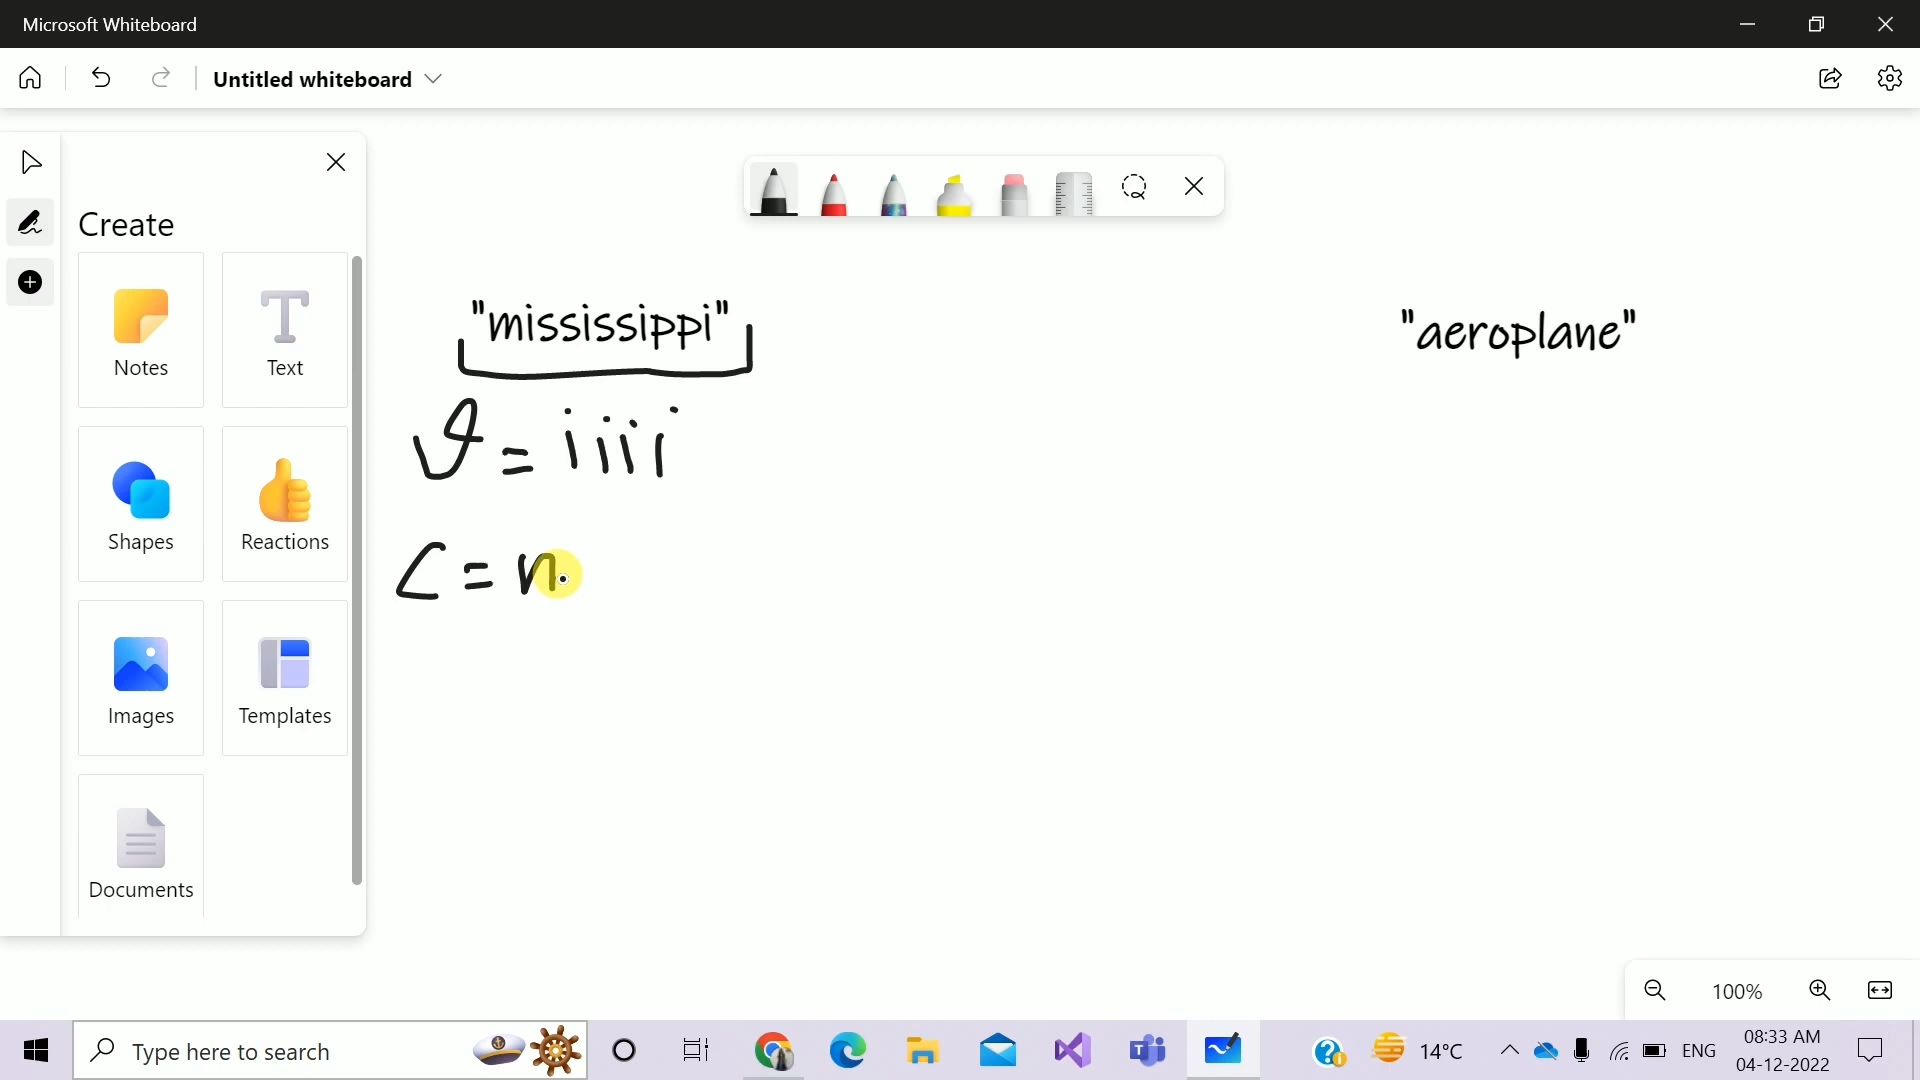 Microsoft Whiteboard
Untitled whiteboard
Create
Notes
Text
Shapes
Reactions
Images
Templates
Documents
"mississippi"
"aeroplane"
V = iiii
C = n
100%
Type here to search
14°C
ENG
08:33 AM
04-12-2022